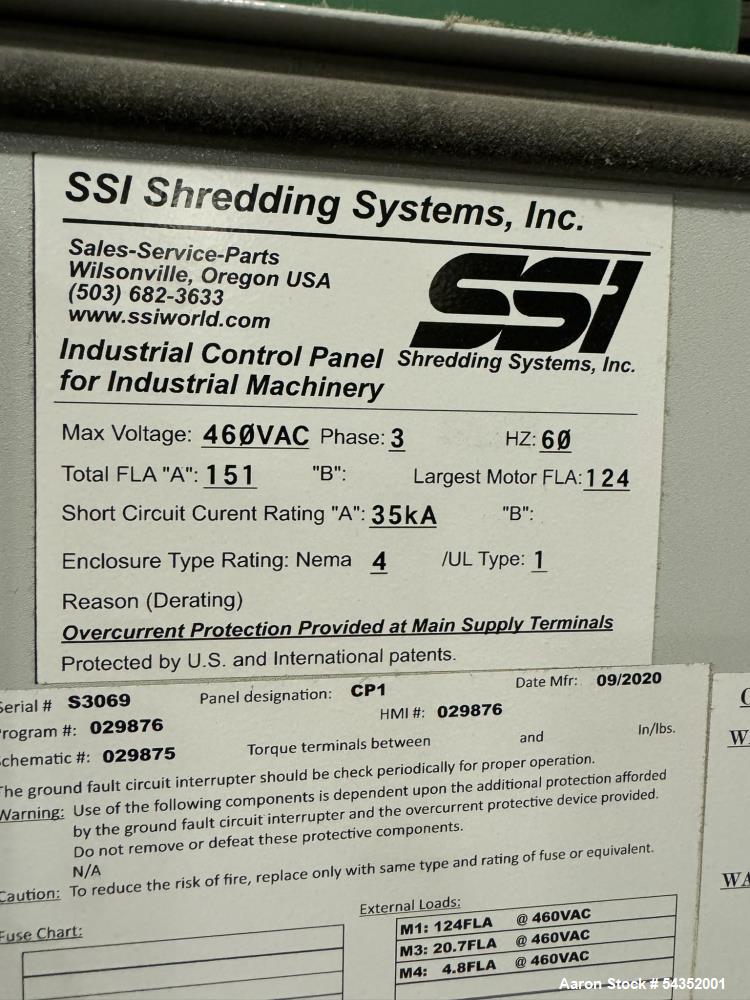 SSI Shredding Systems, Inc.
Sales-Service-Parts
Wilsonville, Oregon USA
(503) 682-3633
www.ssiworld.com
SSI
Industrial Control Panel
for Industrial Machinery
Shredding Systems, Inc.
Max Voltage: 460VAC Phase: 3 HZ: 60
Total FLA "A": 151 "B": Largest Motor FLA: 124
Short Circuit Curent Rating "A": 35kA "B":
Enclosure Type Rating: Nema 4 /UL Type: 1
Reason (Derating)
Overcurrent Protection Provided at Main Supply Terminals
Protected by U.S. and International patents.
erial # S3069 Panel designation: CP1 Date Mfr: 09/2020
rogram #: 029876 HMI #: 029876
chematic #: 029875 Torque terminals between and In/lbs.
The ground fault circuit interrupter should be check periodically for proper operation.
Warning: Use of the following components is dependent upon the additional protection afforded
by the ground fault circuit interrupter and the overcurrent protective device provided.
Do not remove or defeat these protective components.
N/A
Caution: To reduce the risk of fire, replace only with same type and rating of fuse or equivalent.
Fuse Chart:
External Loads:
M1: 124FLA @ 460VAC
M3: 20.7FLA @ 460VAC
M4: 4.8FLA @ 460VAC
Aaron Stock # 54352001